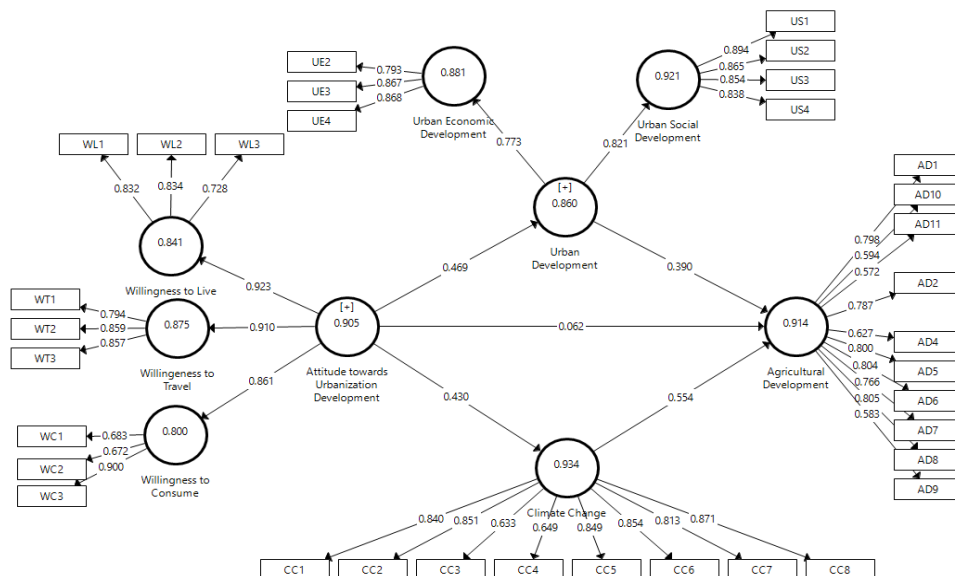 US1
0.894
US2
UE2
0.793
0.881
0.921
0.865
0.867
0.854
US3
UE3
0.868
0.838
UE4
US4
Urban Economic
Development
Urban Social
Development
0.773
0.821
WL1
WL2
WL3
AD1
[+]
0.832
0.834
0.728
AD10
0.860
AD11
0.841
0.798
0.594
Urban
Development
0.572
0.469
0.390
Willingness to Live
0.923
AD2
0.787
WT1
0.794
[+]
WT2
0.859
0.875
0.910
0.905
0.062
0.914
0.627
AD4
0.857
0.800
WT3
0.804
AD5
Willingeness to
Travel
Attitude towards
Urbanization
Development
Agricultural
Development
0.861
0.766
0.430
0.554
0.805
AD6
0.583
WC1
0.683
0.800
AD7
0.672
WC2
0.900
0.934
AD8
WC3
Willingness to
Consume
AD9
Climate Change
0.840
0.851
0.633
0.649
0.849
0.854
0.813
0.871
CC1
CC2
CC3
CC4
CC5
CC6
CC7
CC8